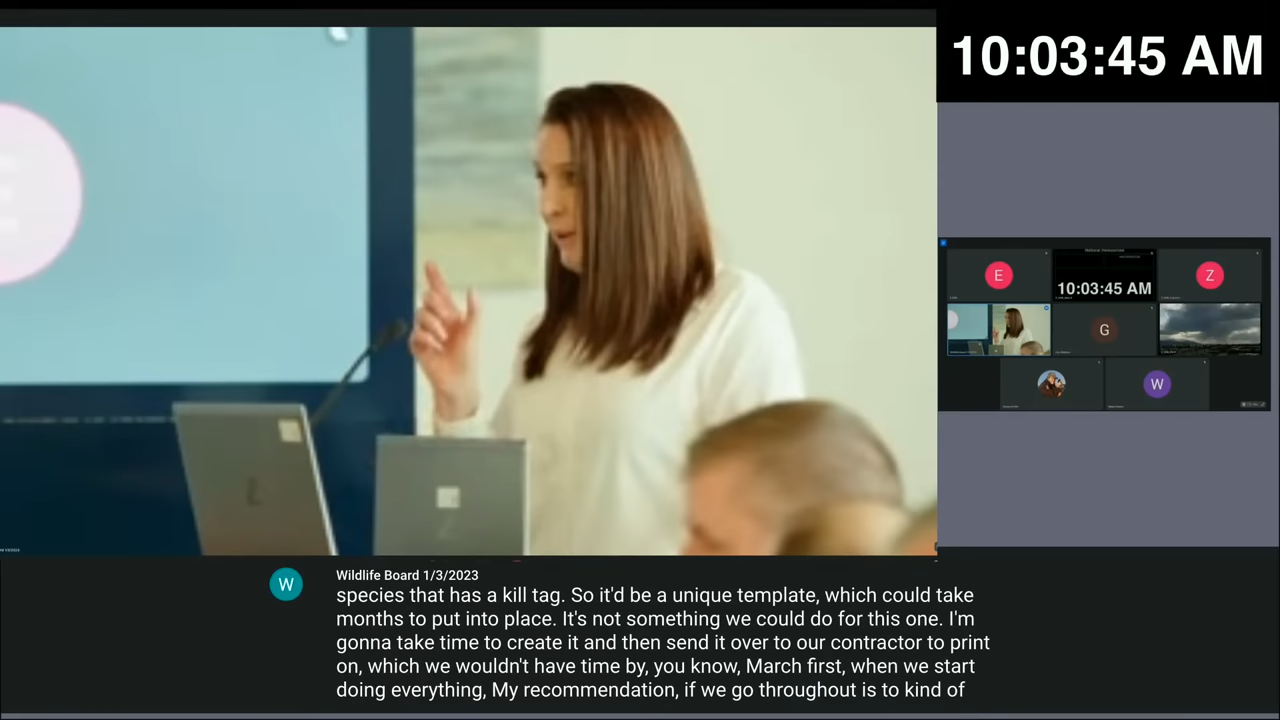 10:03:45 AM
E
10:03:45 AM
Z
G
W
W
Wildlife Board 1/3/2023
species that has a kill tag. So it'd be a unique template, which could take
months to put into place. It's not something we could do for this one. I'm
gonna take time to create it and then send it over to our contractor to print
on, which we wouldn't have time by, you know, March first, when we start
doing everything, My recommendation, if we go throughout is to kind of